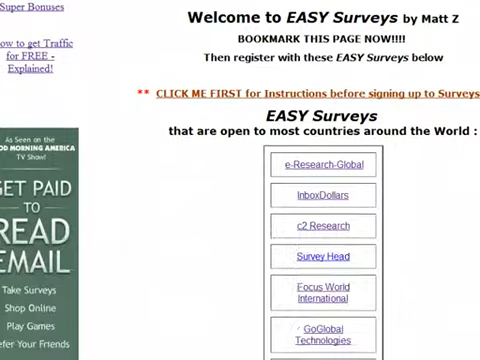 Super Bonuses
ow to get Traffic
for FREE -
Explained!
As Seen on the
OD MORNING AMERICA
TV Show!
GET PAID
TO
READ
EMAIL
Take Surveys
Shop Online
Play Games
efer Your Friends
Welcome to EASY Surveys by Matt Z
BOOKMARK THIS PAGE NOW!!!!
Then register with these EASY Surveys below
** CLICK ME FIRST for Instructions before signing up to Surveys
EASY Surveys
that are open to most countries around the World :
e-Research-Global
InboxDollars
c2 Research
Survey Head
Focus World
International
GoGlobal
Technologies